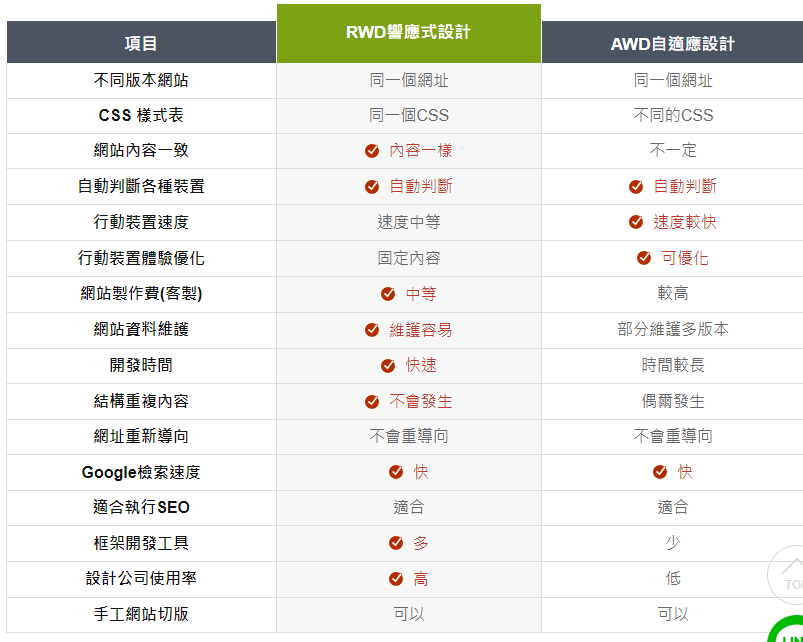 項目 RWD響應式設計 AWD自適應設計
不同版本網站 同一個網址 同一個網址
CSS 樣式表 同一個CSS 不同的CSS
網站內容一致 內容一樣 不一定
自動判斷各種裝置 自動判斷 自動判斷
行動裝置速度 速度中等 速度較快
行動裝置體驗優化 固定內容 可優化
網站製作費(客製) 中等 較高
網站資料維護 維護容易 部分維護多版本
開發時間 快速 時間較長
結構重複內容 不會發生 偶爾發生
網址重新導向 不會重導向 不會重導向
Google檢索速度 快 快
適合執行SEO 適合 適合
框架開發工具 多 少
設計公司使用率 高 低
手工網站切版 可以 可以